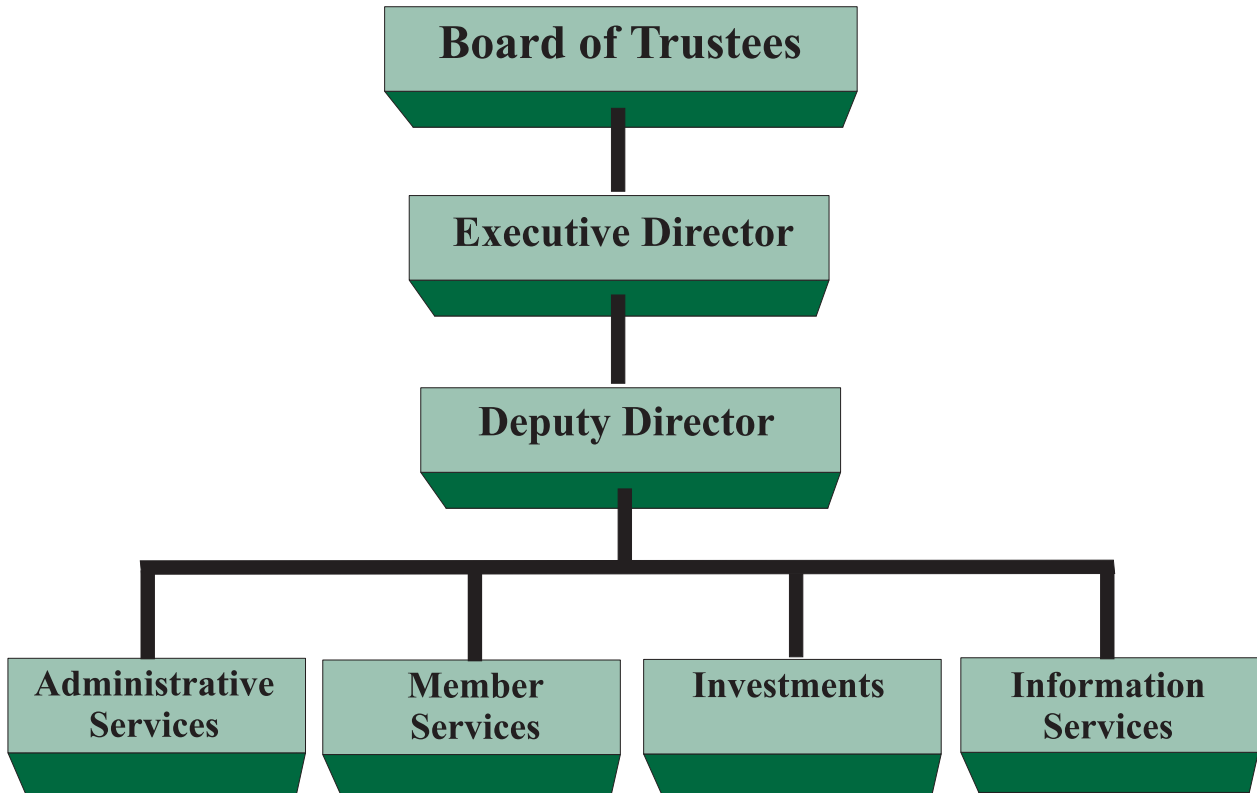 Board of Trustees
Executive Director
Deputy Director
Administrative
Services
Member
Services
Investments
Information
Services